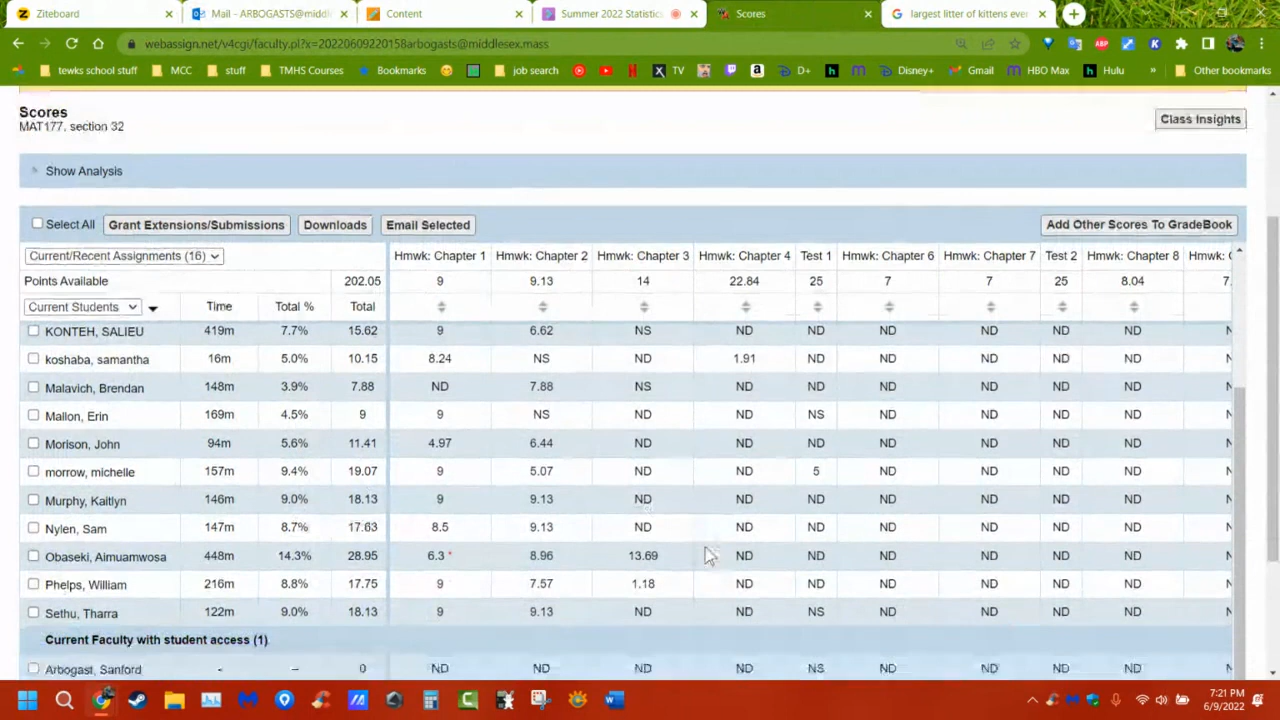 Ziteboard
Mail - ARBOGASTS@middl
Content
Summer 2022 Statistic
Scores
largest litter of kittens eve
webassign.net/v4cgi/faculty.pl?x=20220609220158arbogasts@middlesex.mass
tewks school stuff MCC stuff TMHS Courses Bookmarks job search TV D+ Disney+ Gmail HBO Max Hulu » Other bookmarks
Scores
MAT177, section 32
Class Insights
Show Analysis
Select All Grant Extensions/Submissions Downloads Email Selected Add Other Scores To GradeBook
Current/Recent Assignments (16) Hmwk: Chapter 1 Hmwk: Chapter 2 Hmwk: Chapter 3 Hmwk: Chapter 4 Test 1 Hmwk: Chapter 6 Hmwk: Chapter 7 Test 2 Hmwk: Chapter 8 Hmwk: C
Points Available 202.05 9 9.13 14 22.84 25 7 7 25 8.04 7.
Current Students Time Total % Total
KONTEH, SALIEU 419m 7.7% 15.62 9 6.62 NS ND ND ND ND ND ND
koshaba, samantha 16m 5.0% 10.15 8.24 NS ND 1.91 ND ND ND ND ND
Malavich, Brendan 148m 3.9% 7.88 ND 7.88 NS ND ND ND ND ND ND
Mallon, Erin 169m 4.5% 9 9 NS ND ND NS ND ND ND ND
Morison, John 94m 5.6% 11.41 4.97 6.44 ND ND ND ND ND ND ND
morrow, michelle 157m 9.4% 19.07 9 5.07 ND ND 5 ND ND ND ND
Murphy, Kaitlyn 146m 9.0% 18.13 9 9.13 ND ND ND ND ND ND ND
Nylen, Sam 147m 8.7% 17.63 8.5 9.13 ND ND ND ND ND ND ND
Obaseki, Aimuamwosa 448m 14.3% 28.95 6.3 * 8.96 13.69 ND ND ND ND ND ND
Phelps, William 216m 8.8% 17.75 9 7.57 1.18 ND ND ND ND ND ND
Sethu, Tharra 122m 9.0% 18.13 9 9.13 ND ND NS ND ND ND ND
Current Faculty with student access (1)
Arbogast, Sanford - -- 0 ND ND ND ND NS ND ND ND ND
7:21 PM
6/9/2022